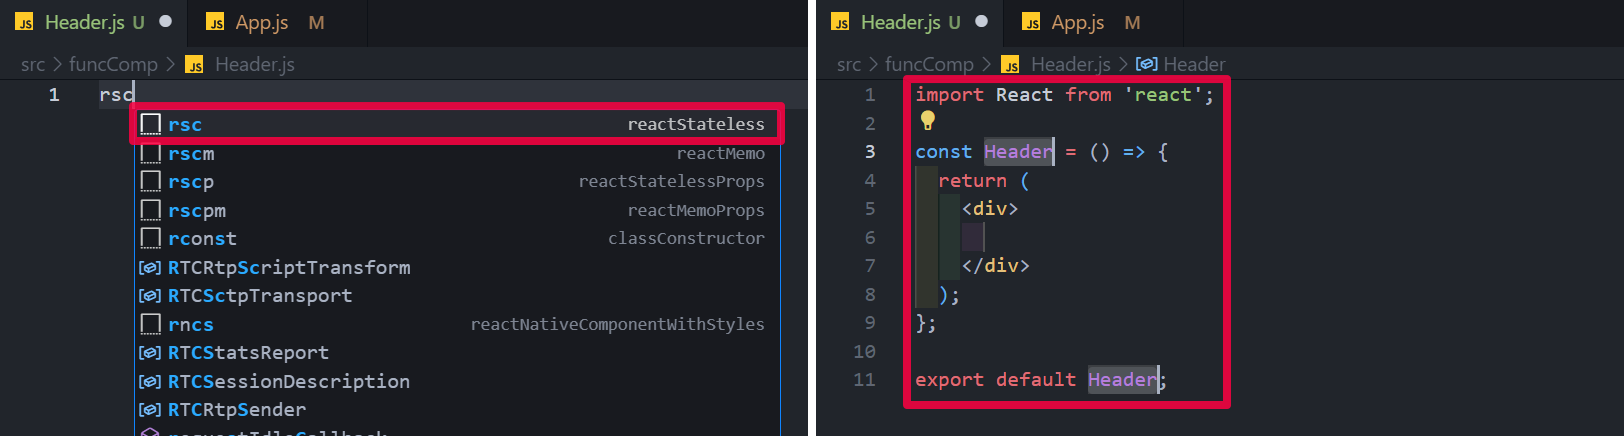 JS Header.js U JS App.js M
src > funcComp > JS Header.js
1 rsc
rsc reactStateless
rscm reactMemo
rscp reactStatelessProps
rscpm reactMemoProps
rconst classConstructor
RTCRtpScriptTransform
RTCSctpTransport
rncs reactNativeComponentWithStyles
RTCStatsReport
RTCSessionDescription
RTCRtpSender
requestIdleCallback
JS Header.js U JS App.js M
src > funcComp > JS Header.js > Header
1 import React from 'react';
2
3 const Header = () => {
4 return (
5 <div>
6
7 </div>
8 );
9 };
10
11 export default Header;